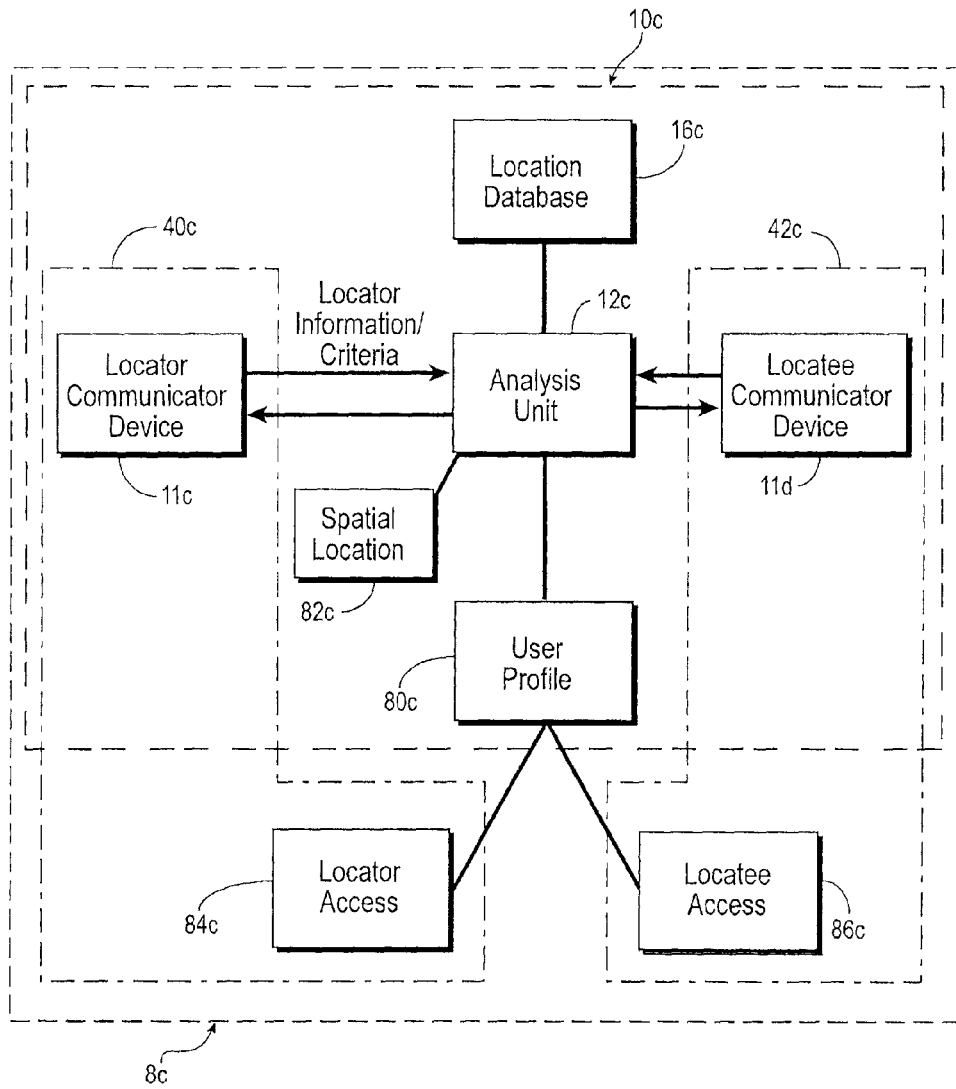 10c
16c
Location
Database
40c
42c
Locator
Information/
Criteria
12c
Locator
Communicator
Device
Analysis
Unit
Locatee
Communicator
Device
11c
11d
Spatial
Location
82c
User
Profile
80c
Locator
Access
84c
Locatee
Access
86c
8c